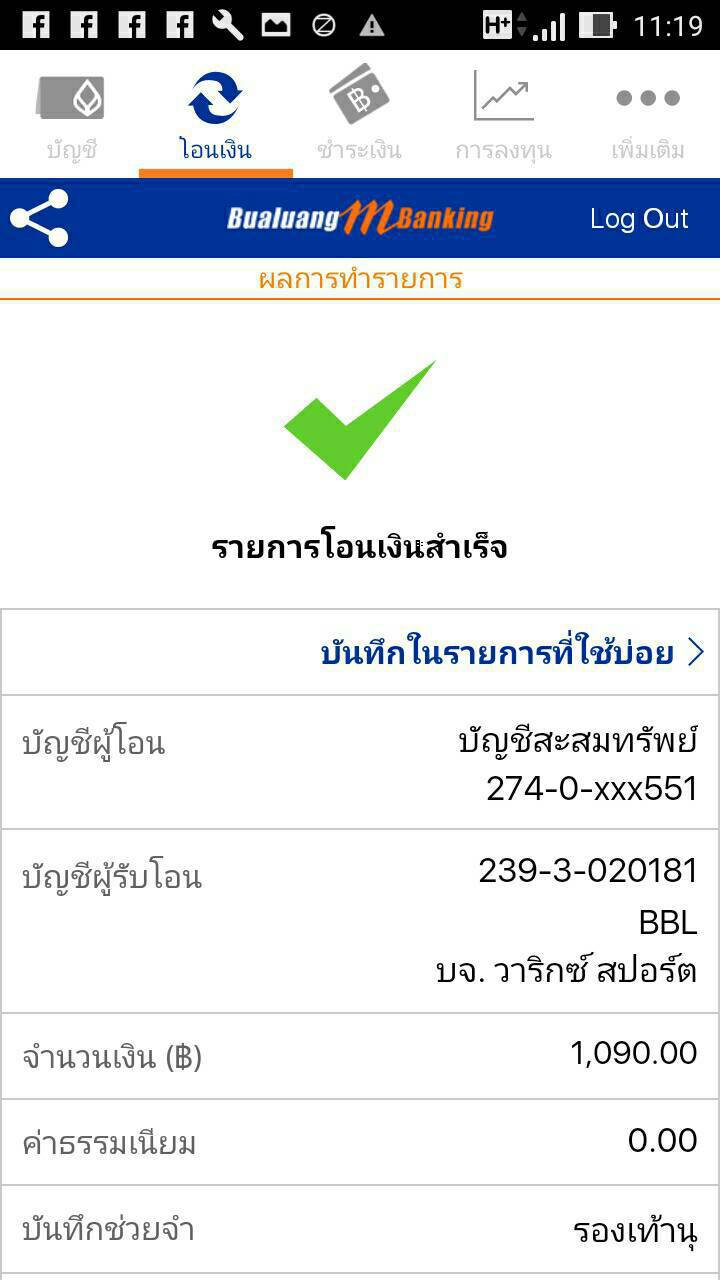 H+ 11:19
บัญชี โอนเงิน ชำระเงิน การลงทุน เพิ่มเติม
Bualuang mBanking Log Out
ผลการทำรายการ
รายการโอนเงินสำเร็จ
บันทึกในรายการที่ใช้บ่อย
บัญชีผู้โอน บัญชีสะสมทรัพย์
274-0-xxx551
บัญชีผู้รับโอน 239-3-020181
BBL
บจ. วาริกซ์ สปอร์ต
จำนวนเงิน (฿) 1,090.00
ค่าธรรมเนียม 0.00
บันทึกช่วยจำ รองเท้านุ